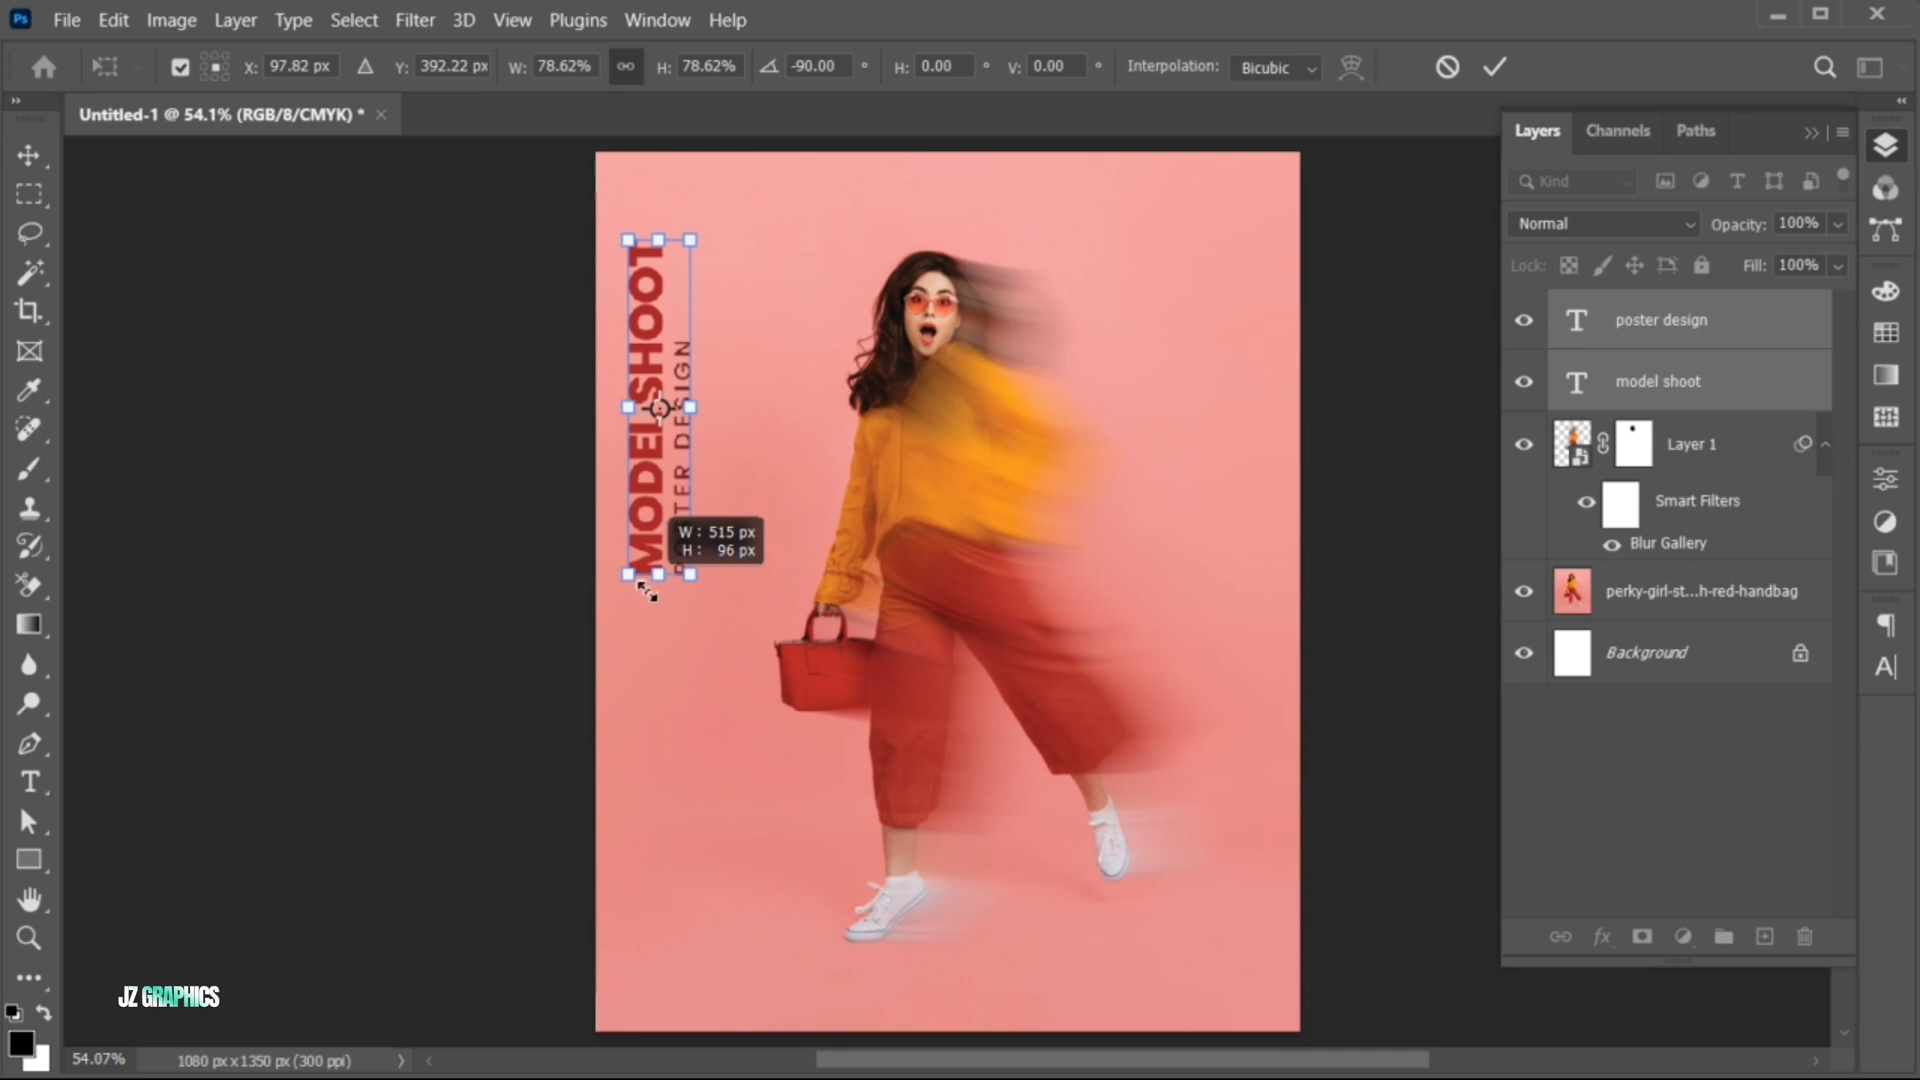 Ps File Edit Image Layer Type Select Filter 3D View Plugins Window Help
X: 97.82 px Y: 392.22 px W: 78.62% H: 78.62% -90.00 ° H: 0.00 ° V: 0.00 ° Interpolation: Bicubic
Untitled-1 @ 54.1% (RGB/8/CMYK) *
Layers Channels Paths
Kind
Normal Opacity: 100%
Lock: Fill: 100%
poster design
model shoot
Layer 1
Smart Filters
Blur Gallery
perky-girl-st...h-red-handbag
Background
MODEL SHOOT
DESIGN
W : 515 px
H : 96 px
JZ GRAPHICS
54.07% 1080 px x 1350 px (300 ppi)